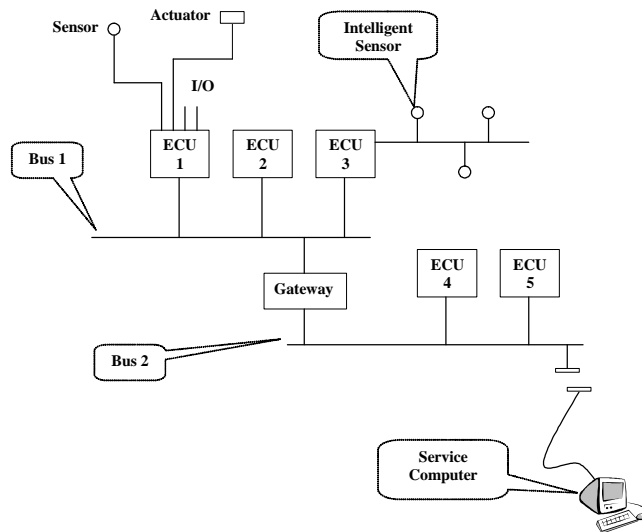 Actuator
Sensor
Intelligent
Sensor
I/O
ECU
1
ECU
2
ECU
3
Bus 1
Gateway
ECU
4
ECU
5
Bus 2
Service
Computer